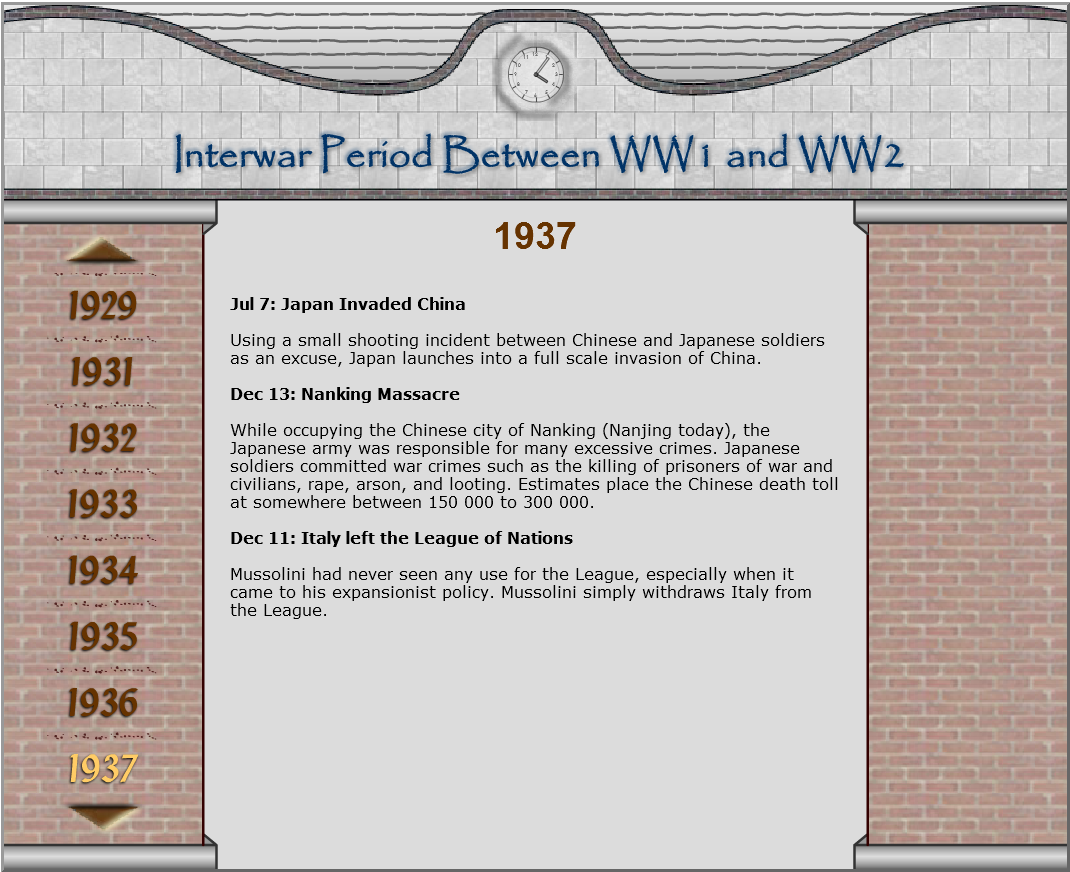 Interwar Period Between WW1 and WW2
1937
1929
1931
1932
1933
1934
1935
1936
1937
Jul 7: Japan Invaded China
Using a small shooting incident between Chinese and Japanese soldiers
as an excuse, Japan launches into a full scale invasion of China.
Dec 13: Nanking Massacre
While occupying the Chinese city of Nanking (Nanjing today), the
Japanese army was responsible for many excessive crimes. Japanese
soldiers committed war crimes such as the killing of prisoners of war and
civilians, rape, arson, and looting. Estimates place the Chinese death toll
at somewhere between 150 000 to 300 000.
Dec 11: Italy left the League of Nations
Mussolini had never seen any use for the League, especially when it
came to his expansionist policy. Mussolini simply withdraws Italy from
the League.